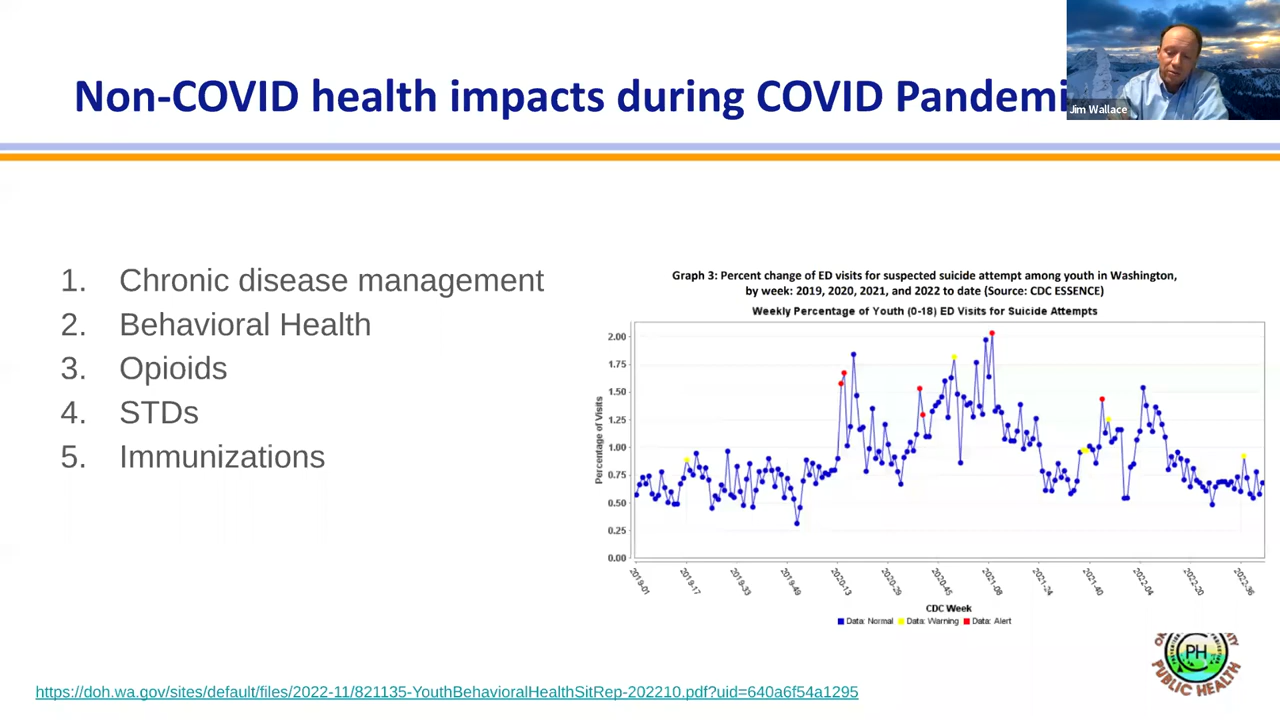 Non-COVID health impacts during COVID Pandemi
Jim Wallace
1. Chronic disease management
2. Behavioral Health
3. Opioids
4. STDs
5. Immunizations
Graph 3: Percent change of ED visits for suspected suicide attempt among youth in Washington,
by week: 2019, 2020, 2021, and 2022 to date (Source: CDC ESSENCE)
Weekly Percentage of Youth (0-18) ED Visits for Suicide Attempts
Percentage of Visits
2.00
1.75
1.50
1.25
1.00
0.75
0.50
0.25
0.00
2019-01
2019-17
2019-33
2019-49
2020-13
2020-29
2020-45
2021-08
2021-24
2021-40
2022-04
2022-20
2022-36
CDC Week
Data: Normal Data: Warning Data: Alert
PH
PUBLIC HEALTH
https://doh.wa.gov/sites/default/files/2022-11/821135-YouthBehavioralHealthSitRep-202210.pdf?uid=640a6f54a1295